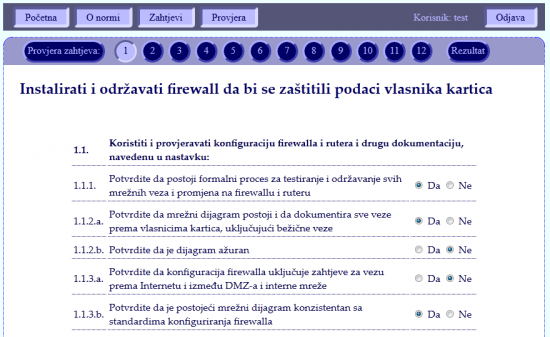 Početna O normi Zahtjevi Provjera Korisnik: test Odjava
Provjera zahtjeva: 1 2 3 4 5 6 7 8 9 10 11 12 Rezultat
Instalirati i održavati firewall da bi se zaštitili podaci vlasnika kartica
1.1. Koristiti i provjeravati konfiguraciju firewalla i rutera i drugu dokumentaciju,
navedenu u nastavku:
1.1.1. Potvrdite da postoji formalni proces za testiranje i održavanje svih
mrežnih veza i promjena na firewallu i ruteru Da Ne
1.1.2.a. Potvrdite da mrežni dijagram postoji i da dokumentira sve veze
prema vlasnicima kartica, uključujući bežične veze Da Ne
1.1.2.b. Potvrdite da je dijagram ažuran Da Ne
1.1.3.a. Potvrdite da konfiguracija firewalla uključuje zahtjeve za vezu
prema Internetu i između DMZ-a i interne mreže Da Ne
1.1.3.b. Potvrdite da je postojeći mrežni dijagram konzistentan sa
standardima konfiguriranja firewalla Da Ne